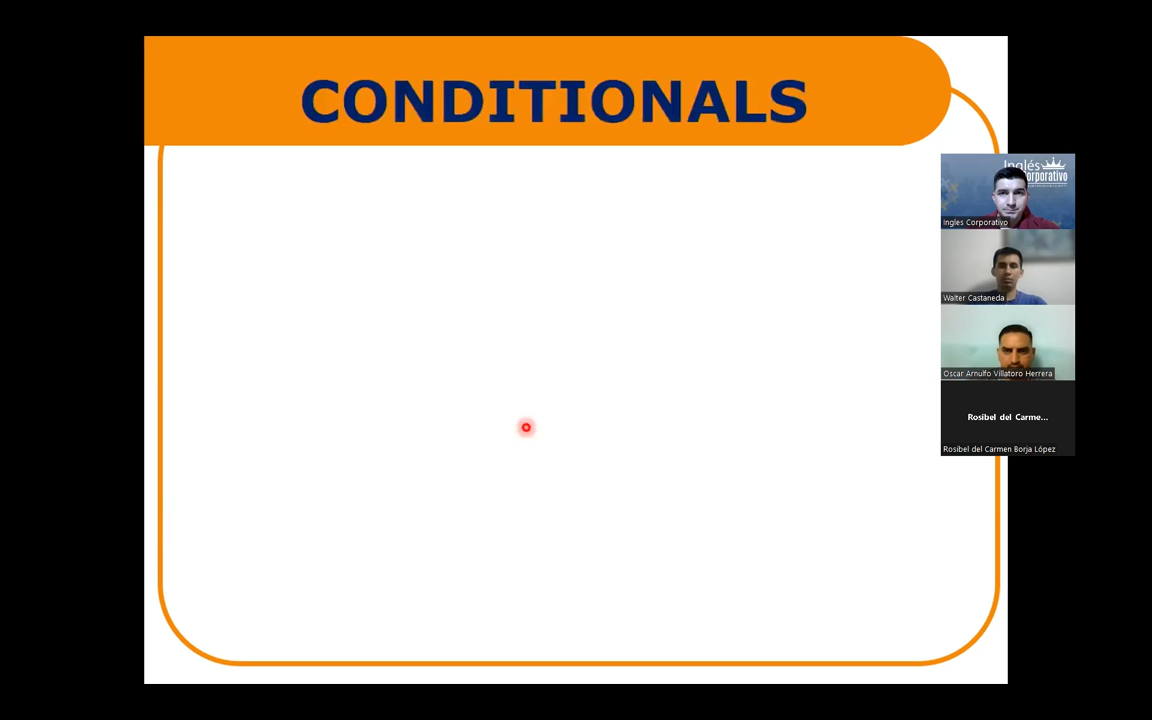 CONDITIONALS
Inglés
Corporativo
Ingles Corporativo
Walter Castaneda
Oscar Arnulfo Villatoro Herrera
Rosibel del Carme...
Rosibel del Carmen Borja López